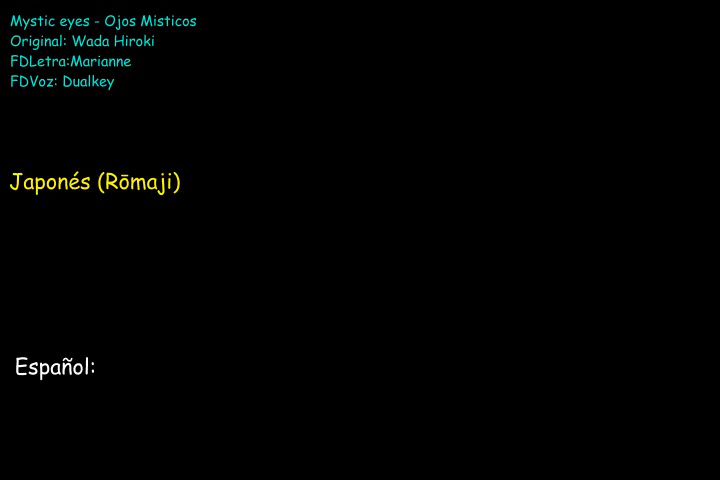 Mystic eyes - Ojos Misticos
Original: Wada Hiroki
FDLetra:Marianne
FDVoz: Dualkey
Japonés (Rōmaji)
Español: